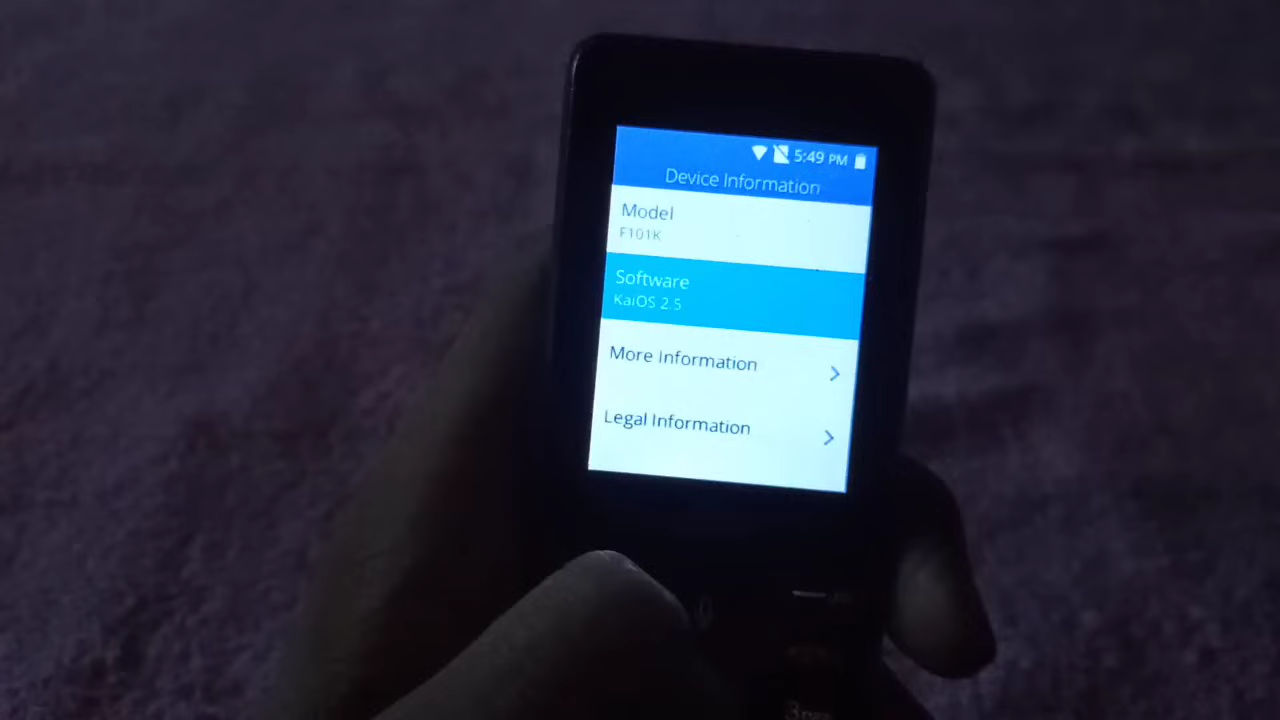 5:49 PM
Device Information
Model
F101K
Software
KaiOS 2.5
More Information
Legal Information